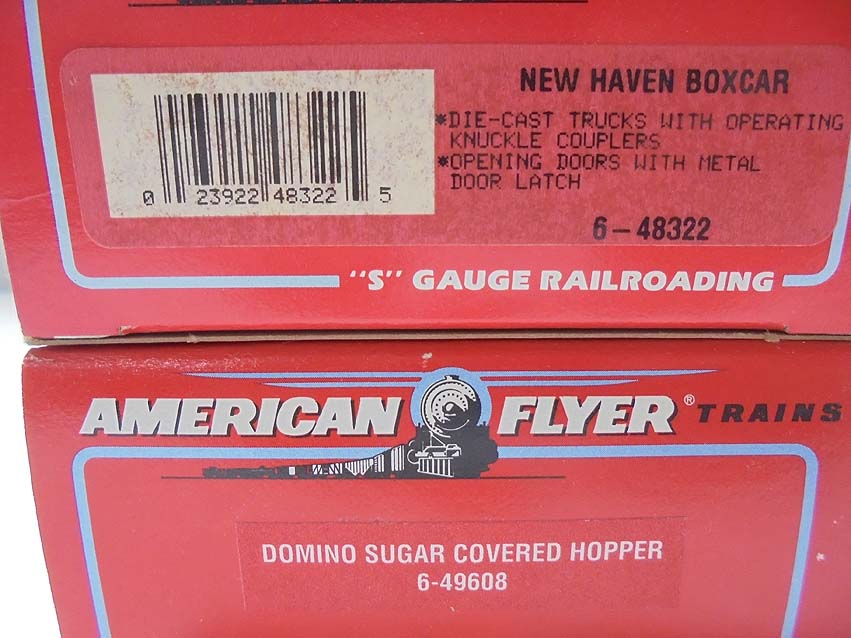 NEW HAVEN BOXCAR
*DIE-CAST TRUCKS WITH OPERATING
KNUCKLE COUPLERS
*OPENING DOORS WITH METAL
DOOR LATCH
0 23922 48322 5
6-48322
"S" GAUGE RAILROADING
AMERICAN FLYER® TRAINS
DOMINO SUGAR COVERED HOPPER
6-49608